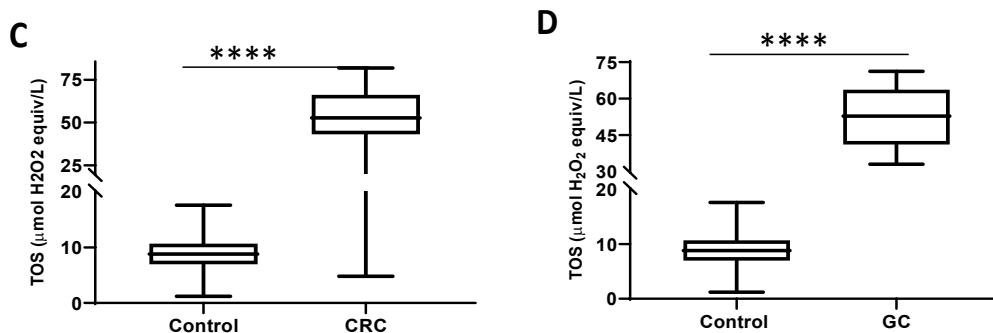 C
****
TOS (μmol H2O2 equiv/L)
75
50
25
20
10
0
Control
CRC
D
****
TOS (μmol H₂O₂ equiv/L)
75
60
45
30
20
10
0
Control
GC